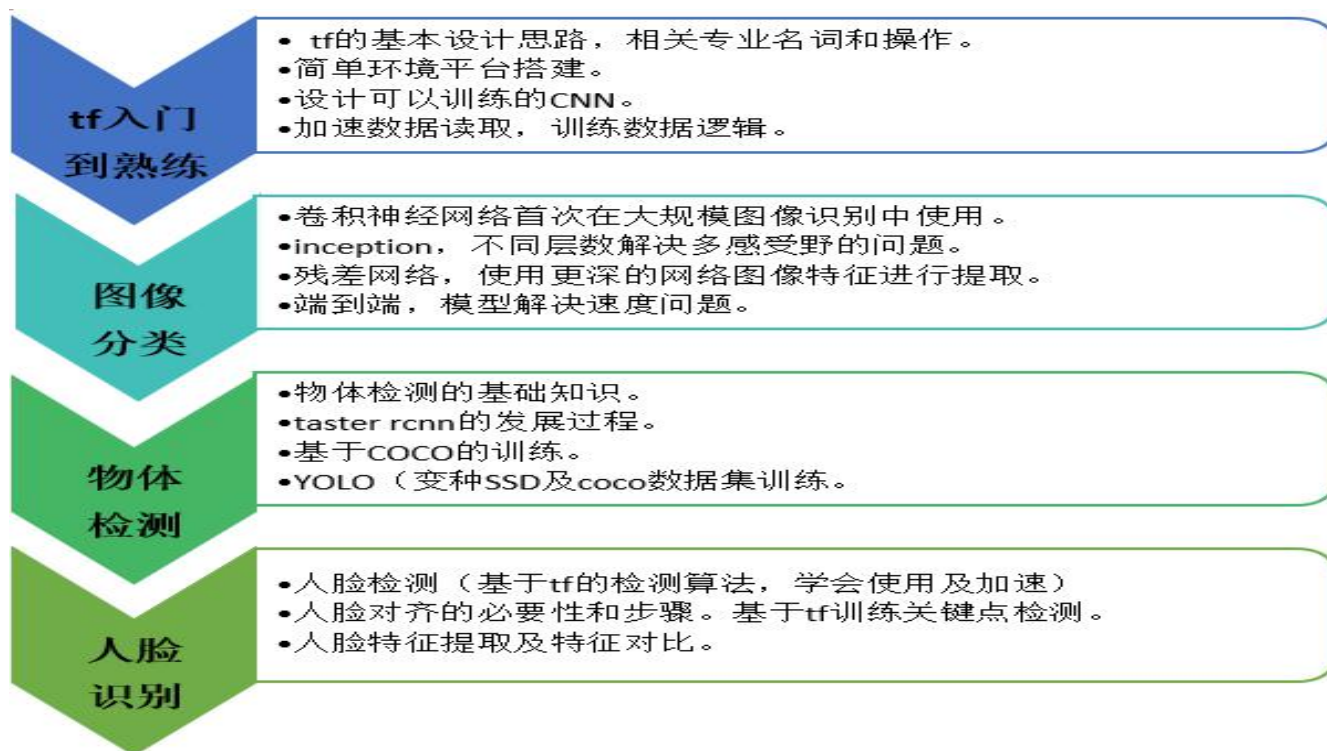 tf入门
到熟练
• tf的基本设计思路，相关专业名词和操作。
•简单环境平台搭建。
•设计可以训练的CNN。
•加速数据读取，训练数据逻辑。
图像
分类
•卷积神经网络首次在大规模图像识别中使用。
•inception，不同层数解决多感受野的问题。
•残差网络，使用更深的网络图像特征进行提取。
•端到端，模型解决速度问题。
物体
检测
•物体检测的基础知识。
•taster rcnn的发展过程。
•基于COCO的训练。
•YOLO（变种SSD及coco数据集训练。
人脸
识别
•人脸检测（基于tf的检测算法，学会使用及加速）
•人脸对齐的必要性和步骤。基于tf训练关键点检测。
•人脸特征提取及特征对比。